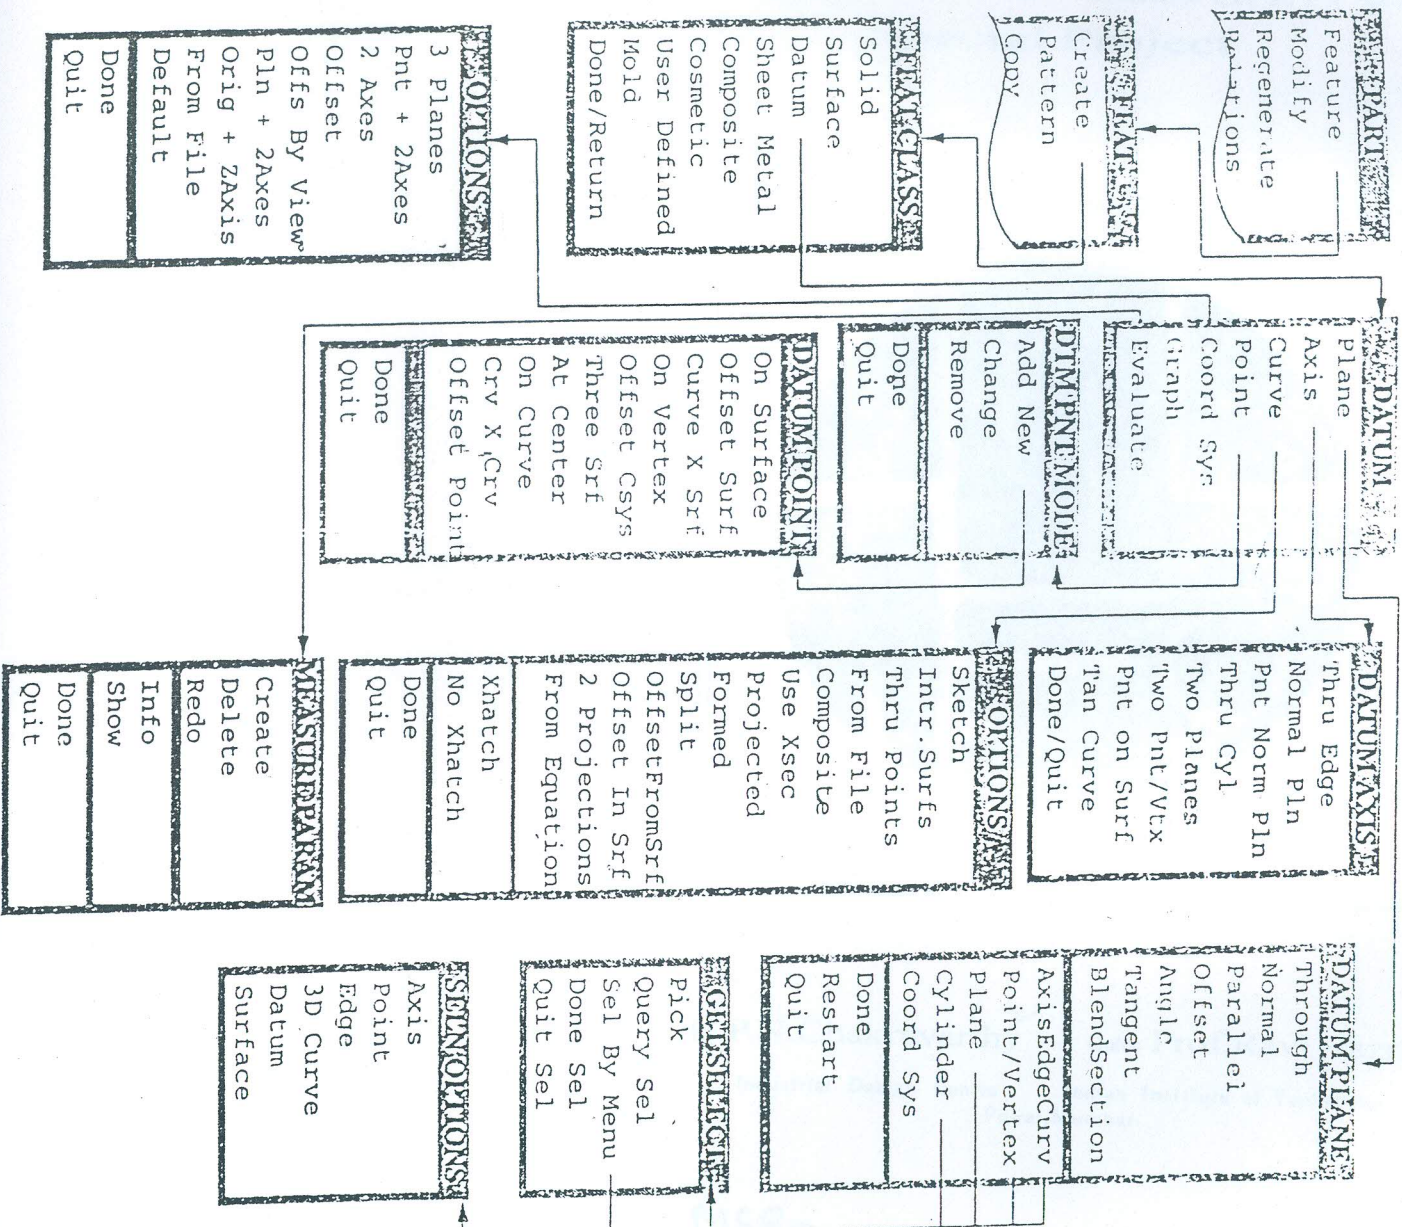 PART
Feature
Modify
Regenerate
Relations
FEAT
Create
Pattern
Copy
FEAT CLASS
Solid
Surface
Datum
Sheet Metal
Composite
Cosmetic
User Defined
Mold
Done/Return
OPTIONS
3 Planes
Pnt + 2Axes
2 Axes
Offset
Offs By View
Pln + 2Axes
Orig + ZAxis
From File
Default
Done
Quit
DATUM
Plane
Axis
Curve
Point
Coord Sys
Graph
Evaluate
DTM PNT MODE
Add New
Change
Remove
Done
Quit
DATUM POINT
On Surface
Offset Surf
Curve X Srf
On Vertex
Offset Csys
Three Srf
At Center
On Curve
Crv X Crv
Offset Point
Done
Quit
DATUM AXIS
Thru Edge
Normal Pln
Pnt Norm Pln
Thru Cyl
Two Planes
Two Pnt/Vtx
Pnt on Surf
Tan Curve
Done/Quit
OPTIONS
Sketch
Intr.Surfs
Thru Points
From File
Composite
Use Xsec
Projected
Formed
Split
OffsetFromSrf
Offset In Srf
2 Projections
From Equation
Xhatch
No Xhatch
Done
Quit
MEASURE PARAM
Create
Delete
Redo
Info
Show
Done
Quit
DATUM PLANE
Through
Normal
Parallel
Offset
Angle
Tangent
BlendSection
AxisEdgeCurv
Point/Vertex
Plane
Cylinder
Coord Sys
Done
Restart
Quit
GET SELECT
Pick
Query Sel
Sel By Menu
Done Sel
Quit Sel
SELN OPTIONS
Axis
Point
Edge
3D Curve
Datum
Surface